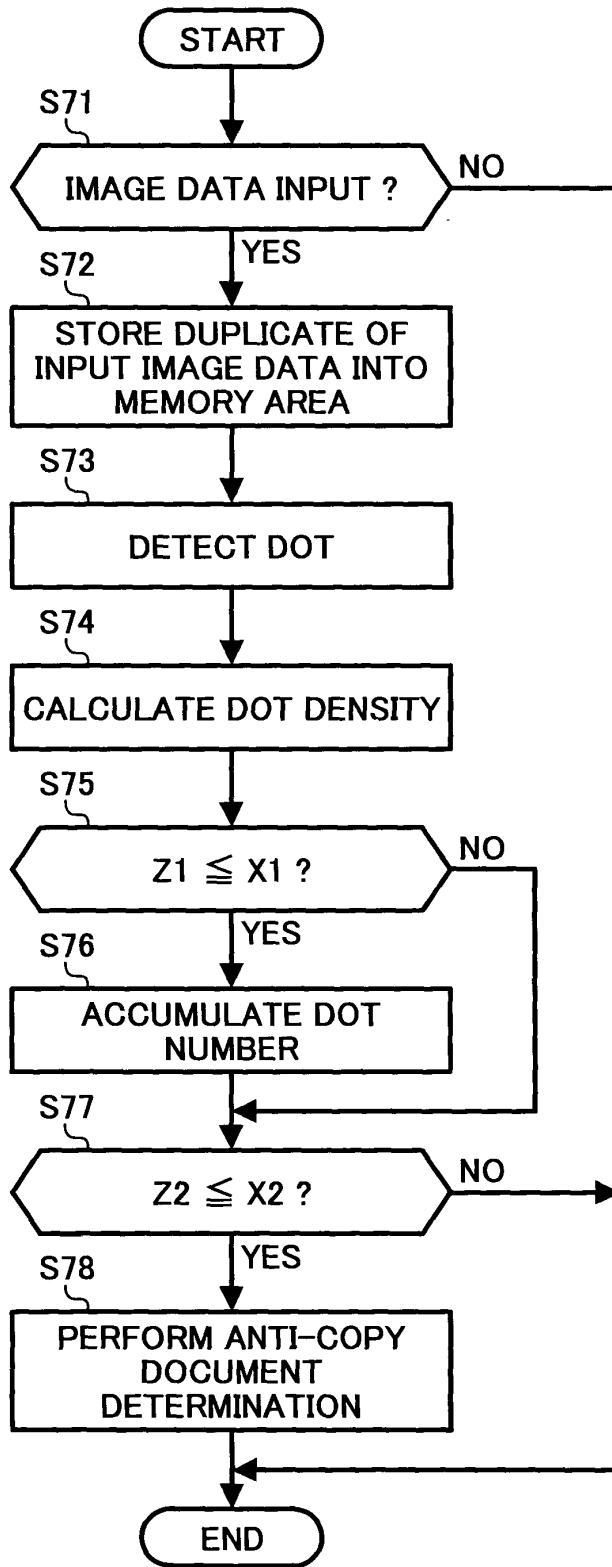 START
S71
IMAGE DATA INPUT ?
NO
YES
S72
STORE DUPLICATE OF
INPUT IMAGE DATA INTO
MEMORY AREA
S73
DETECT DOT
S74
CALCULATE DOT DENSITY
S75
Z1 ≦ X1 ?
NO
YES
S76
ACCUMULATE DOT
NUMBER
S77
Z2 ≦ X2 ?
NO
YES
S78
PERFORM ANTI-COPY
DOCUMENT
DETERMINATION
END